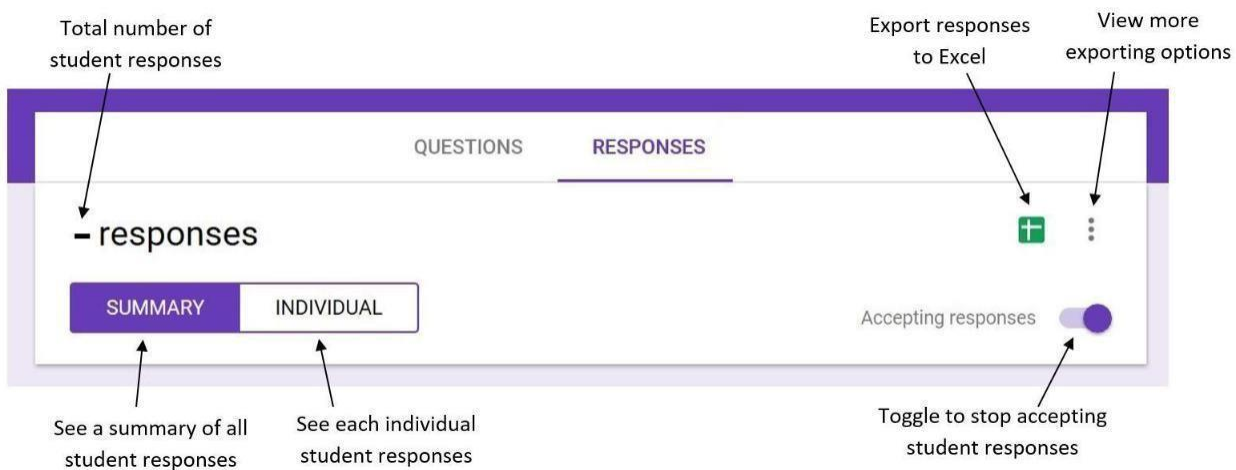 Total number of
student responses
Export responses
to Excel
View more
exporting options
QUESTIONS
RESPONSES
– responses
SUMMARY
INDIVIDUAL
Accepting responses
See a summary of all
student responses
See each individual
student responses
Toggle to stop accepting
student responses